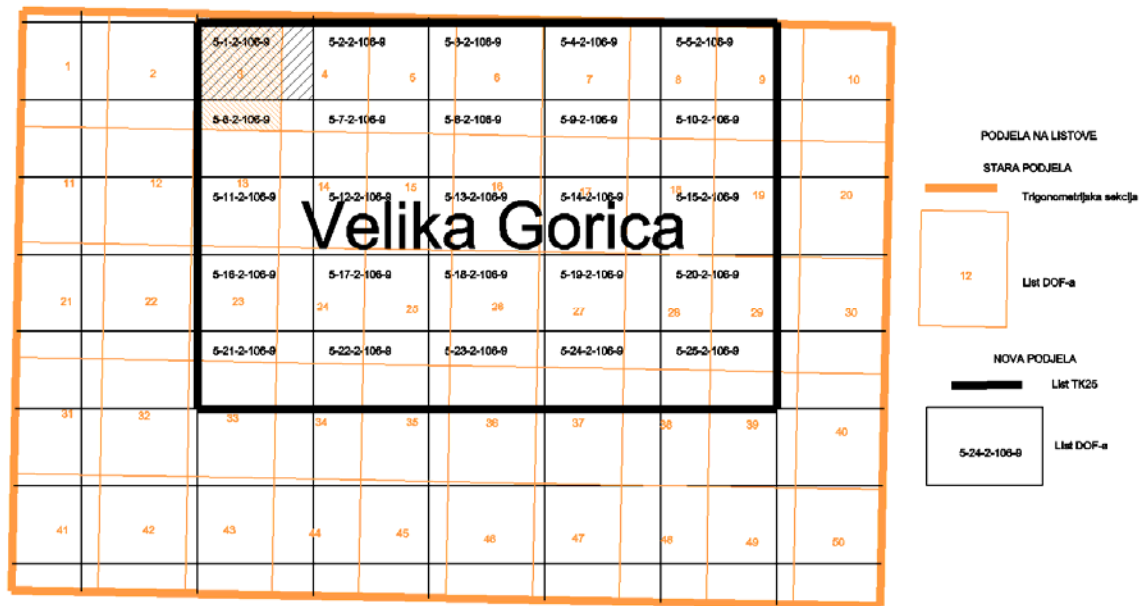 5-1-2-106-9 5-2-2-106-9 5-3-2-106-9 5-4-2-106-9 5-5-2-106-9
1 2 3 4 5 6 7 8 9 10
5-6-2-106-9 5-7-2-106-9 5-8-2-106-9 5-9-2-106-9 5-10-2-106-9
11 12 13 14 15 16 17 18 19 20
5-11-2-106-9 5-12-2-106-9 5-13-2-106-9 5-14-2-106-9 5-15-2-106-9
Velika Gorica
5-16-2-106-9 5-17-2-106-9 5-18-2-106-9 5-19-2-106-9 5-20-2-106-9
21 22 23 24 25 26 27 28 29 30
5-21-2-106-9 5-22-2-106-9 5-23-2-106-9 5-24-2-106-9 5-25-2-106-9
31 32 33 34 35 36 37 38 39 40
41 42 43 44 45 46 47 48 49 50
PODJELA NA LISTOVE
STARA PODJELA
Trigonometrijska sekcija
12
List DOF-a
NOVA PODJELA
List TK25
5-24-2-106-9
List DOF-a